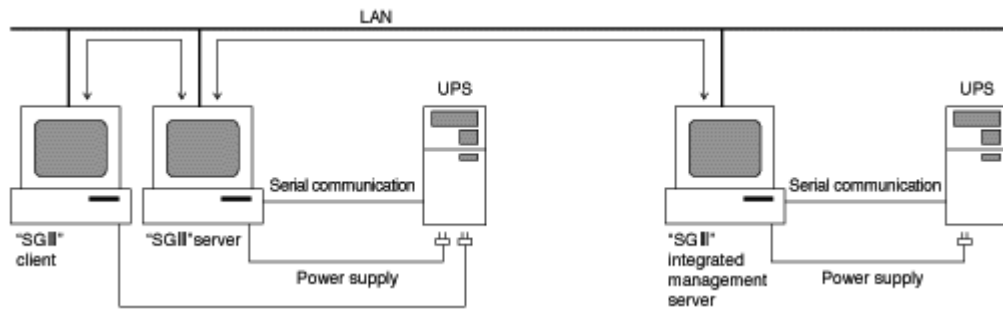 LAN
UPS
UPS
Serial communication
Serial communication
"SGⅢ"
client
"SGⅢ"server
Power supply
"SGⅢ"
integrated
management
server
Power supply